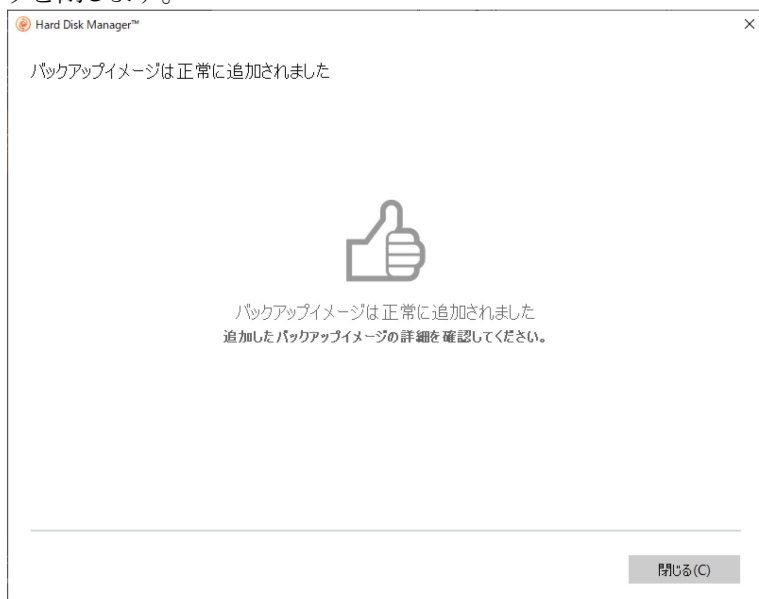 Hard Disk Manager™
バックアップイメージは正常に追加されました
バックアップイメージは正常に追加されました
追加したバックアップイメージの詳細を確認してください。
閉じる(C)